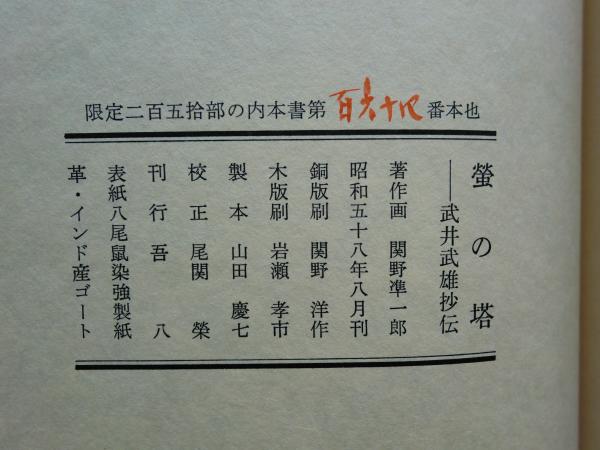 限定二百五拾部の内本書第百六十四番本也
螢の塔
―武井武雄抄伝
著作画 関野凖一郎
昭和五十八年八月刊
銅版刷 関野洋作
木版刷 岩瀬孝市
製本 山田慶七
校正 尾関榮
刊行 吾八
表紙八尾鼠染強製紙
革・インド産ゴート